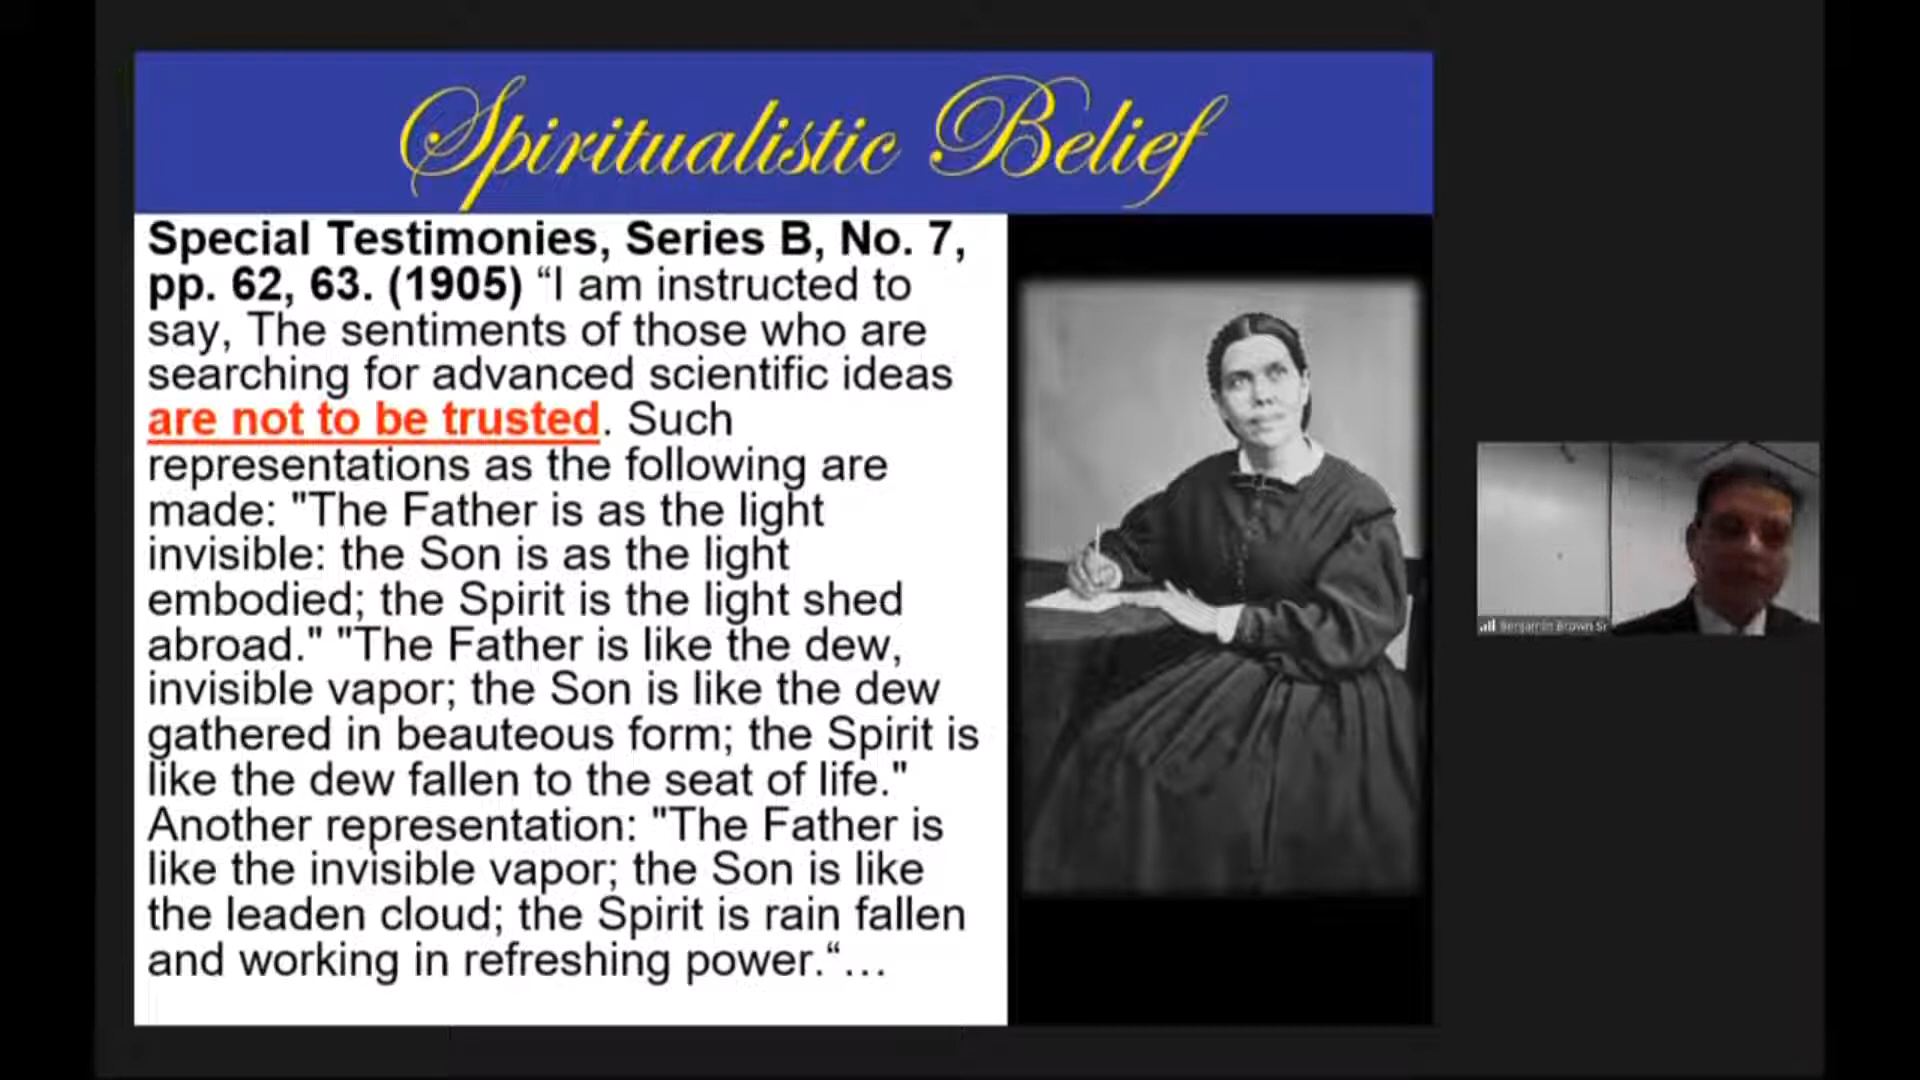 Spiritualistic Belief
Special Testimonies, Series B, No. 7,
pp. 62, 63. (1905) “I am instructed to
say, The sentiments of those who are
searching for advanced scientific ideas
are not to be trusted. Such
representations as the following are
made: "The Father is as the light
invisible: the Son is as the light
embodied; the Spirit is the light shed
abroad." "The Father is like the dew,
invisible vapor; the Son is like the dew
gathered in beauteous form; the Spirit is
like the dew fallen to the seat of life."
Another representation: "The Father is
like the invisible vapor; the Son is like
the leaden cloud; the Spirit is rain fallen
and working in refreshing power.“…
Benjamin Brown Sr